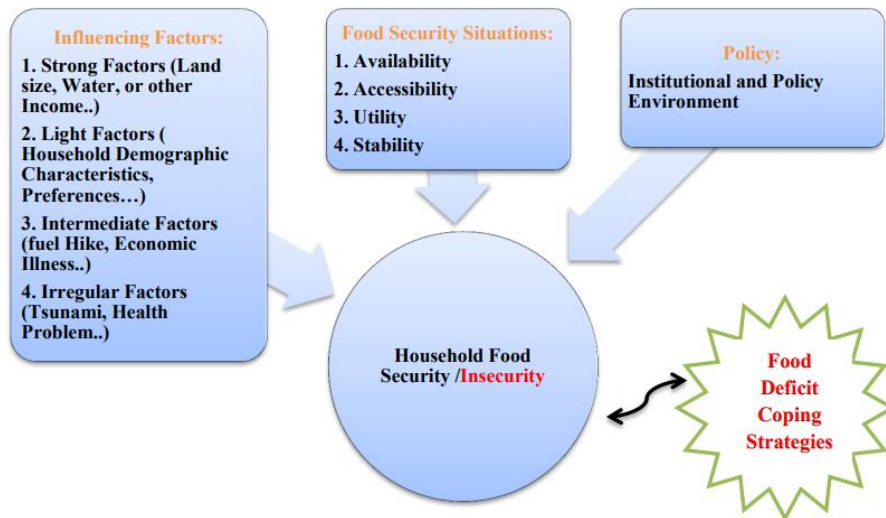 Influencing Factors:
1. Strong Factors (Land
size, Water, or other
Income..)
2. Light Factors (
Household Demographic
Characteristics,
Preferences…)
3. Intermediate Factors
(fuel Hike, Economic
Illness..)
4. Irregular Factors
(Tsunami, Health
Problem..)
Food Security Situations:
1. Availability
2. Accessibility
3. Utility
4. Stability
Policy:
Institutional and Policy
Environment
Household Food
Security /Insecurity
Food
Deficit
Coping
Strategies